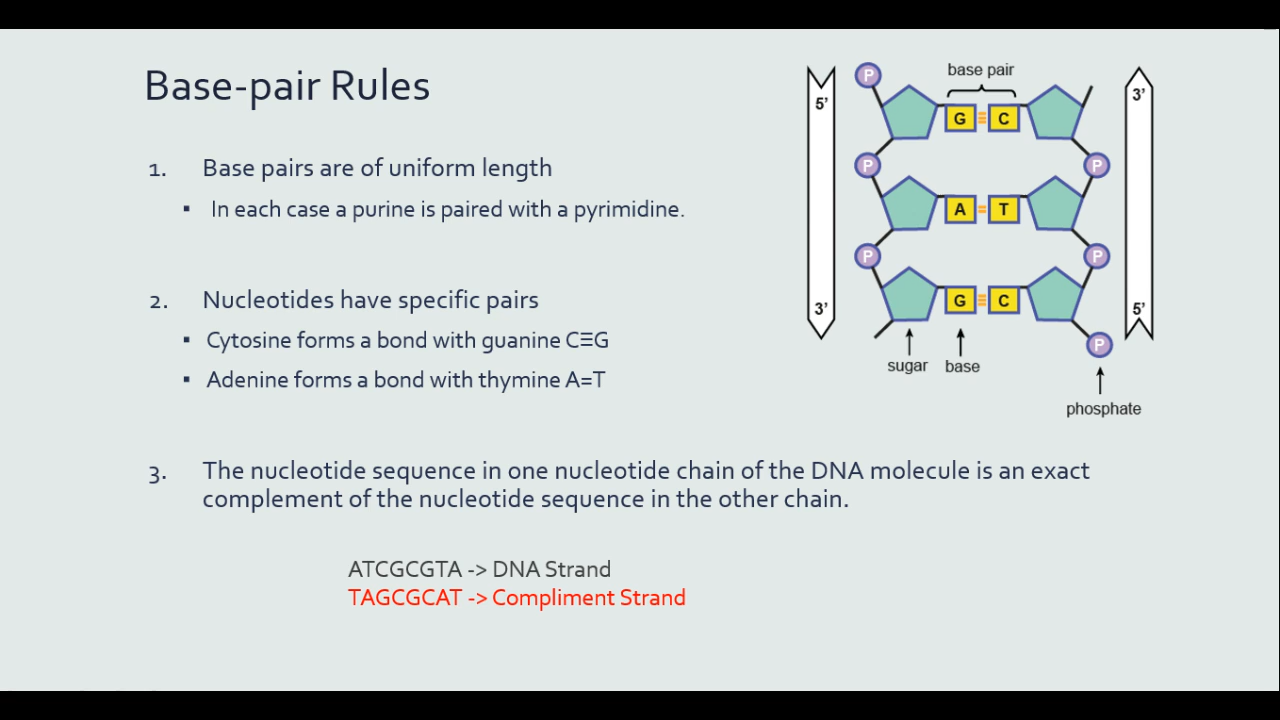 Base-pair Rules
1. Base pairs are of uniform length
▪ In each case a purine is paired with a pyrimidine.
2. Nucleotides have specific pairs
▪ Cytosine forms a bond with guanine C≡G
▪ Adenine forms a bond with thymine A=T
3. The nucleotide sequence in one nucleotide chain of the DNA molecule is an exact
complement of the nucleotide sequence in the other chain.
ATCGCGTA -> DNA Strand
TAGCGCAT -> Compliment Strand
base pair
5’ P 3’
G≡C
P P
A=T
P P
G≡C
3’ 5’
P
sugar base
phosphate